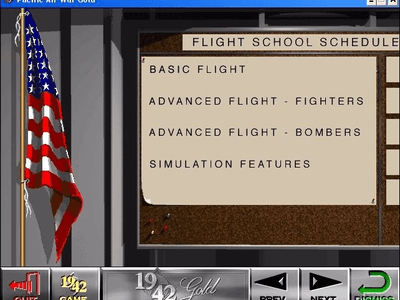 Pacific Air War Gold
FLIGHT SCHOOL SCHEDULE
BASIC FLIGHT
ADVANCED FLIGHT - FIGHTERS
ADVANCED FLIGHT - BOMBERS
SIMULATION FEATURES
1942 GAME
1942 Gold
PREV
NEXT
DISMISS